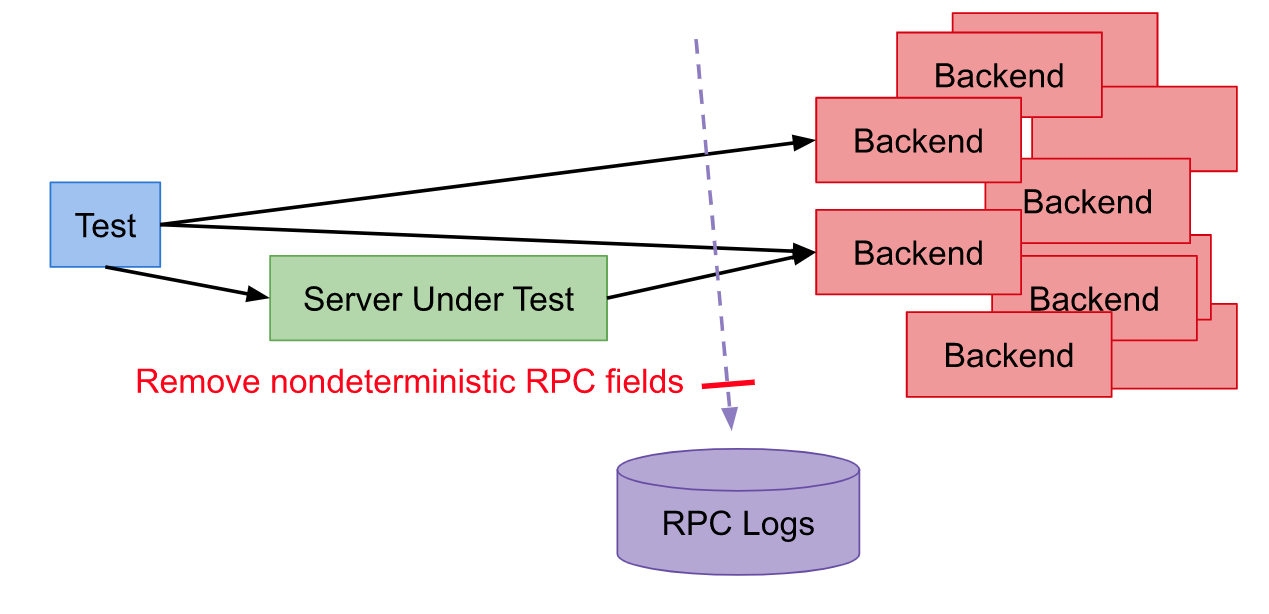 Backend
Backend
Backend
Test
Backend
Server Under Test
Backend
Backend
Remove nondeterministic RPC fields
RPC Logs